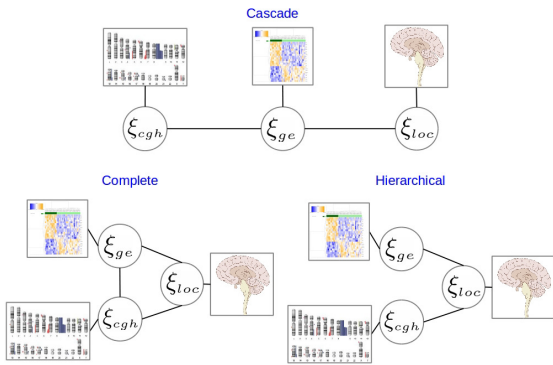 Cascade
ξcgh
ξge
ξloc
Complete
Hierarchical
ξge
ξloc
ξcgh
ξge
ξloc
ξcgh